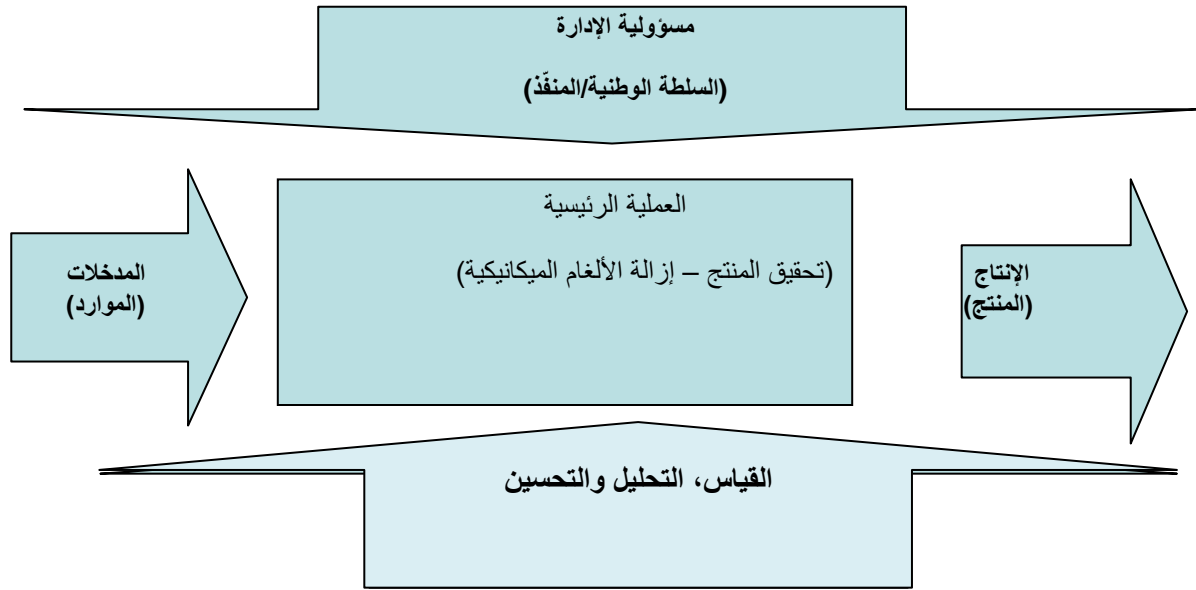 مسؤولية الإدارة
(السلطة الوطنية/المنفّذ)
العملية الرئيسية
(تحقيق المنتج – إزالة الألغام الميكانيكية)
المدخلات
(الموارد)
الإنتاج
(المنتج)
القياس، التحليل والتحسين